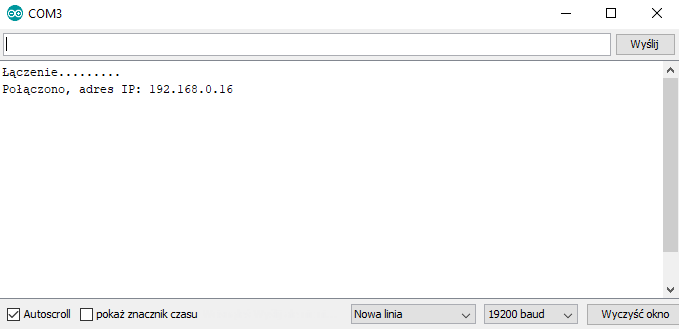 COM3
Wyślij
Łączenie.........
Połączono, adres IP: 192.168.0.16
Autoscroll
pokaż znacznik czasu
Nowa linia
19200 baud
Wyczyść okno